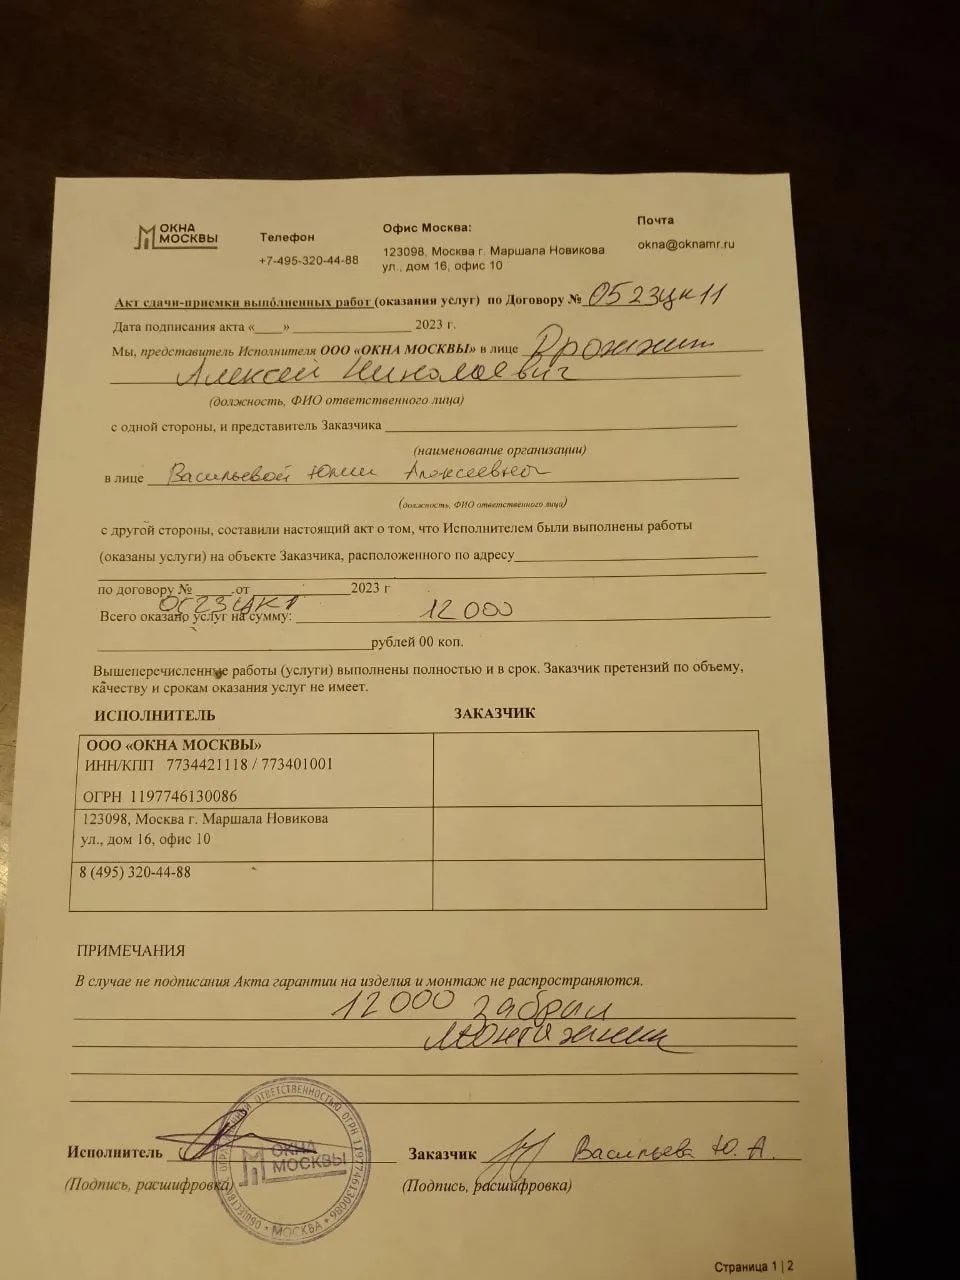 ОКНА
МОСКВЫ
Телефон
+7-495-320-44-88
Офис Москва:
123098, Москва г. Маршала Новикова
ул., дом 16, офис 10
Почта
okna@oknamr.ru
Акт сдачи-приемки выполненных работ (оказания услуг) по Договору № 0523цк11
Дата подписания акта «____» ________________ 2023 г.
Мы, представитель Исполнителя ООО «ОКНА МОСКВЫ» в лице
Алексей Николаевич
(должность, ФИО ответственного лица)
с одной стороны, и представитель Заказчика
(наименование организации)
в лице Васильевой Юлии Алексеевной
(должность, ФИО ответственного лица)
с другой стороны, составили настоящий акт о том, что Исполнителем были выполнены работы
(оказаны услуги) на объекте Заказчика, расположенного по адресу
по договору № ______от ______________2023 г
Всего оказано услуг на сумму: 12 000
рублей 00 коп.
Вышеперечисленные работы (услуги) выполнены полностью и в срок. Заказчик претензий по объему,
качеству и срокам оказания услуг не имеет.
ИСПОЛНИТЕЛЬ
ЗАКАЗЧИК
ООО «ОКНА МОСКВЫ»
ИНН/КПП 7734421118 / 773401001
ОГРН 1197746130086
123098, Москва г. Маршала Новикова
ул., дом 16, офис 10
8 (495) 320-44-88
ПРИМЕЧАНИЯ
В случае не подписания Акта гарантии на изделия и монтаж не распространяются.
12 000 забрал
монтажник
Исполнитель
Заказчик Васильева Ю. А.
(Подпись, расшифровка)
(Подпись, расшифровка)
ОКНА
МОСКВЫ
ОТВЕТСТВЕННОСТЬЮ ОГРН 1197746130086
МОСКВА
Страница 1 | 2